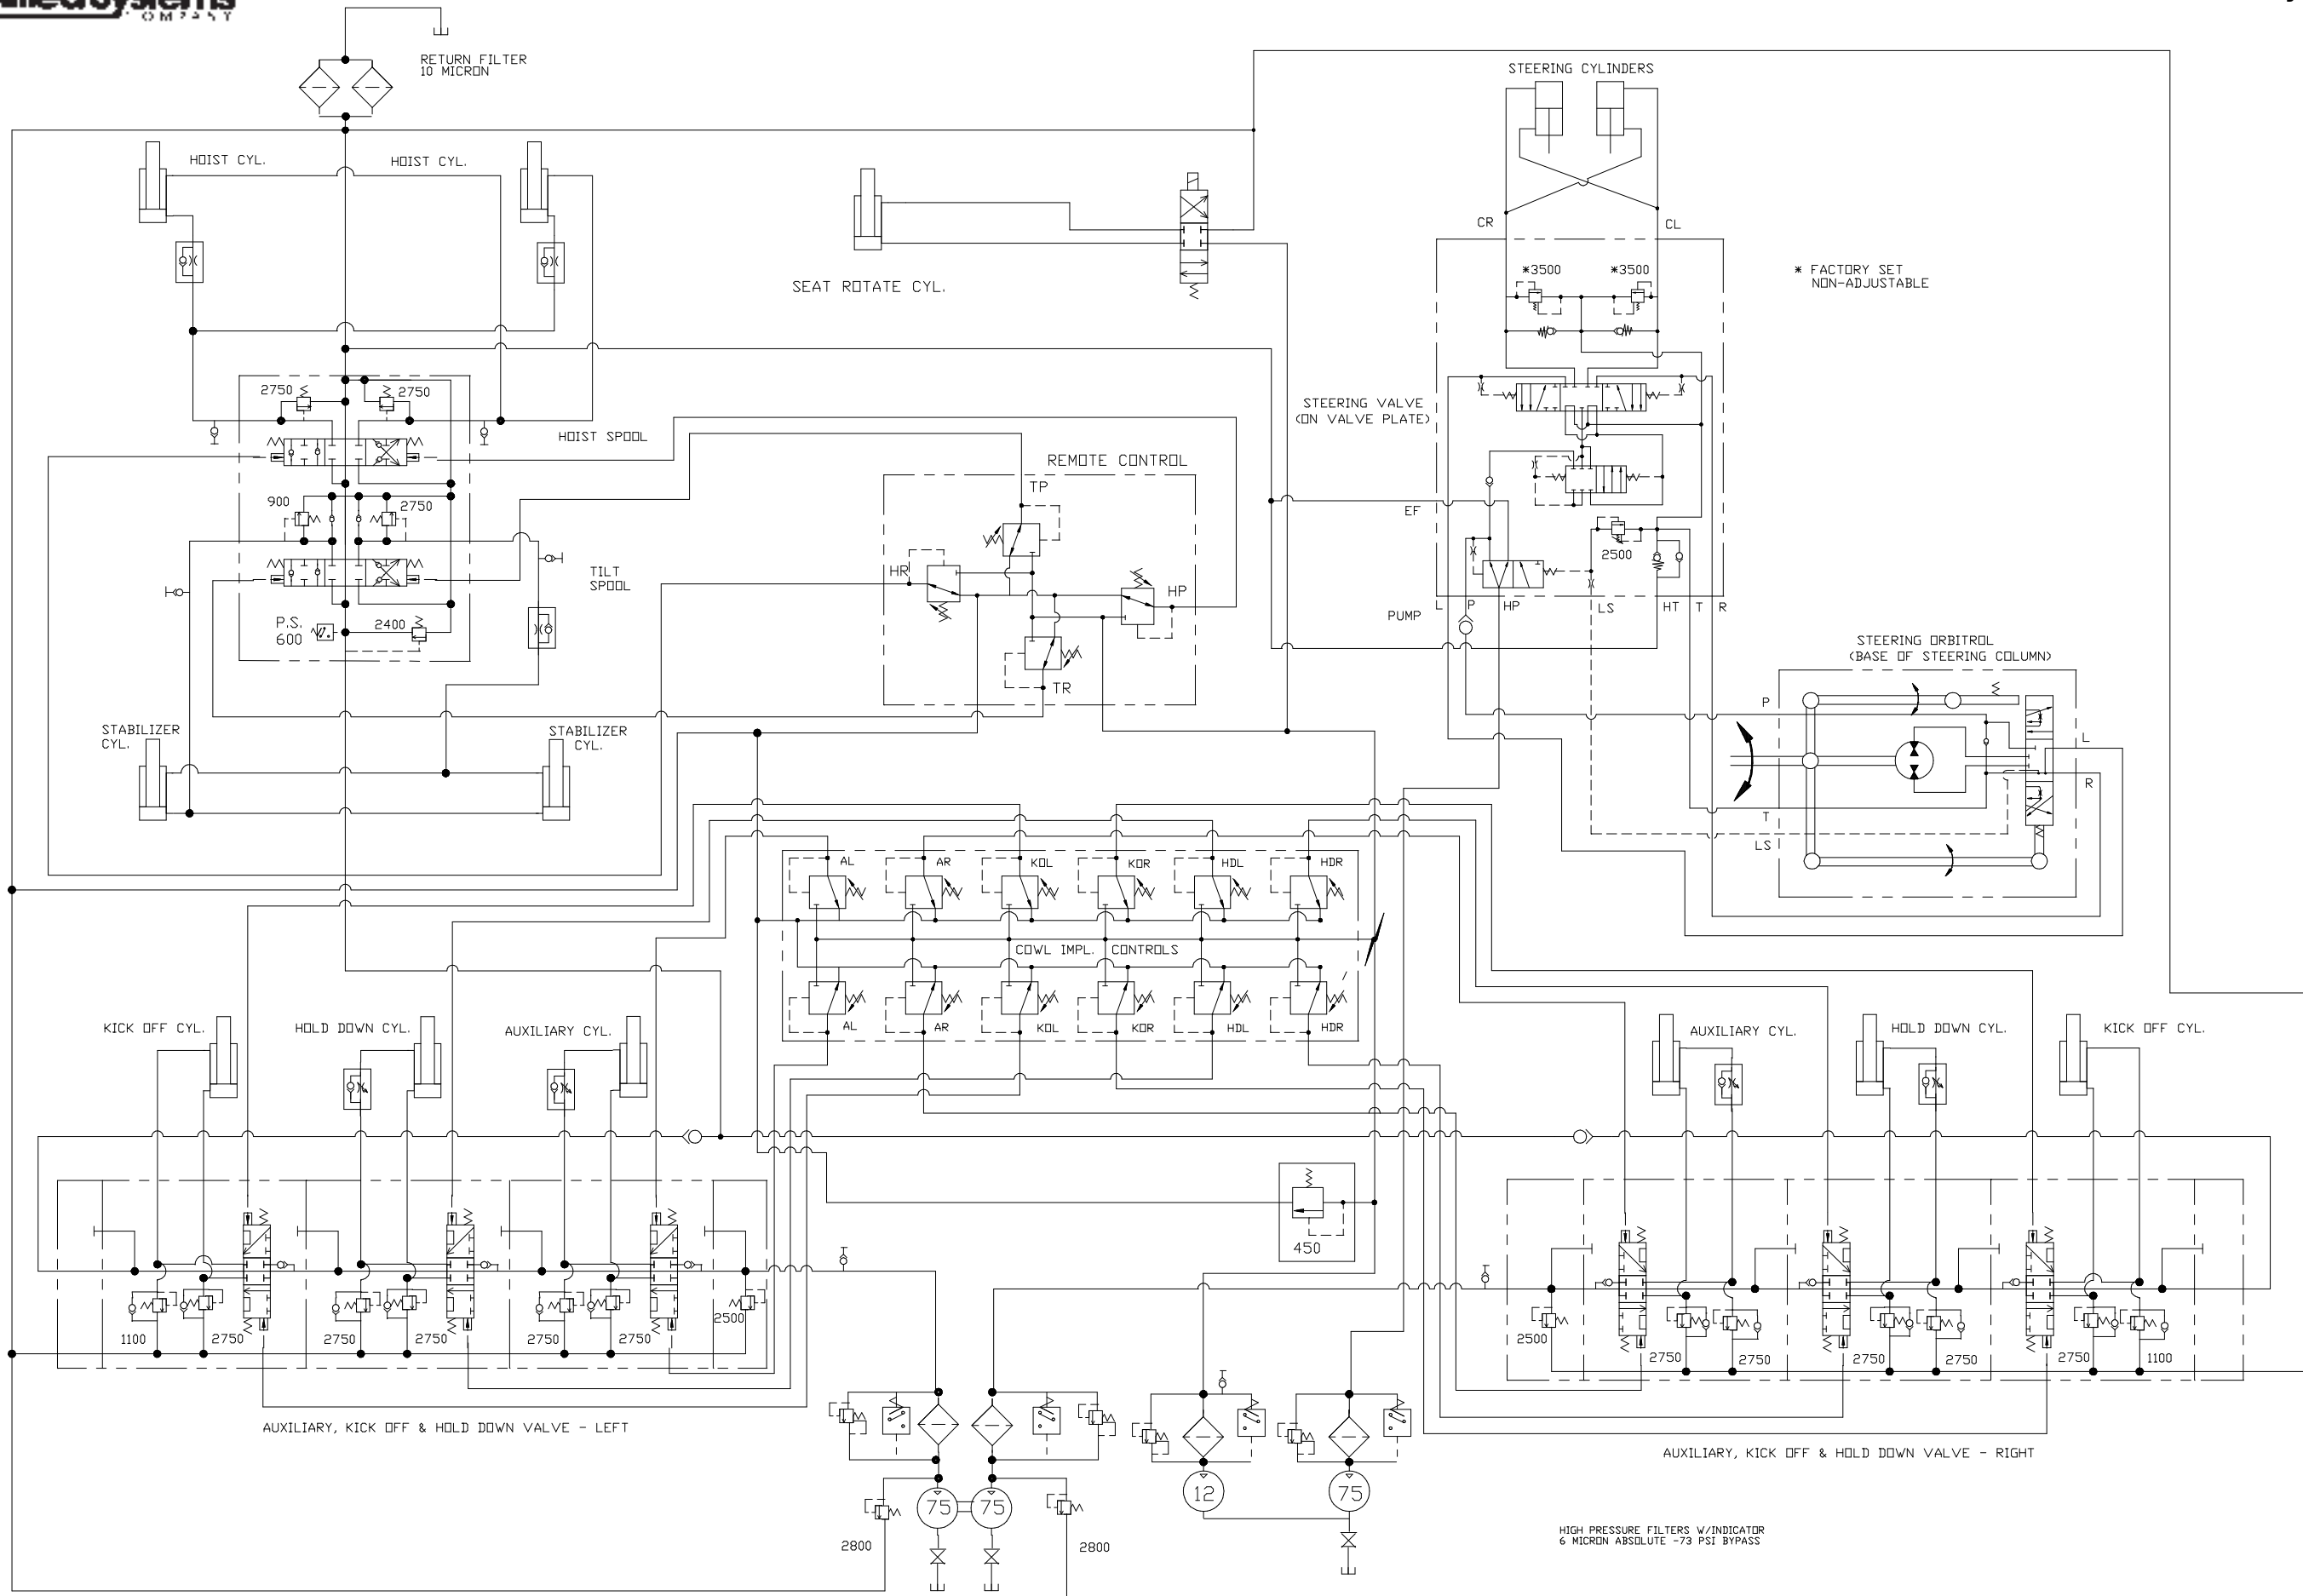 COMPANY
RETURN FILTER
10 MICRON
STEERING CYLINDERS
HOIST CYL.
HOIST CYL.
CR
CL
*3500
*3500
* FACTORY SET
NON-ADJUSTABLE
SEAT ROTATE CYL.
2750
2750
STEERING VALVE
(ON VALVE PLATE)
HOIST SPOOL
REMOTE CONTROL
TP
900
2750
EF
2500
TILT
SPOOL
HR
HP
P.S.
600
2400
PUMP
L
P
HP
LS
HT
T
R
STEERING ORBITROL
(BASE OF STEERING COLUMN)
TR
P
STABILIZER
CYL.
STABILIZER
CYL.
L
R
T
LS
AL
AR
KOL
KOR
HDL
HDR
COWL IMPL. CONTROLS
AL
AR
KOL
KOR
HDL
HDR
KICK OFF CYL.
HOLD DOWN CYL.
AUXILIARY CYL.
AUXILIARY CYL.
HOLD DOWN CYL.
KICK OFF CYL.
450
1100
2750
2750
2750
2750
2750
2500
2500
2750
2750
2750
2750
2750
1100
AUXILIARY, KICK OFF & HOLD DOWN VALVE - LEFT
AUXILIARY, KICK OFF & HOLD DOWN VALVE - RIGHT
75
75
12
75
2800
2800
HIGH PRESSURE FILTERS W/INDICATOR
6 MICRON ABSOLUTE -73 PSI BYPASS